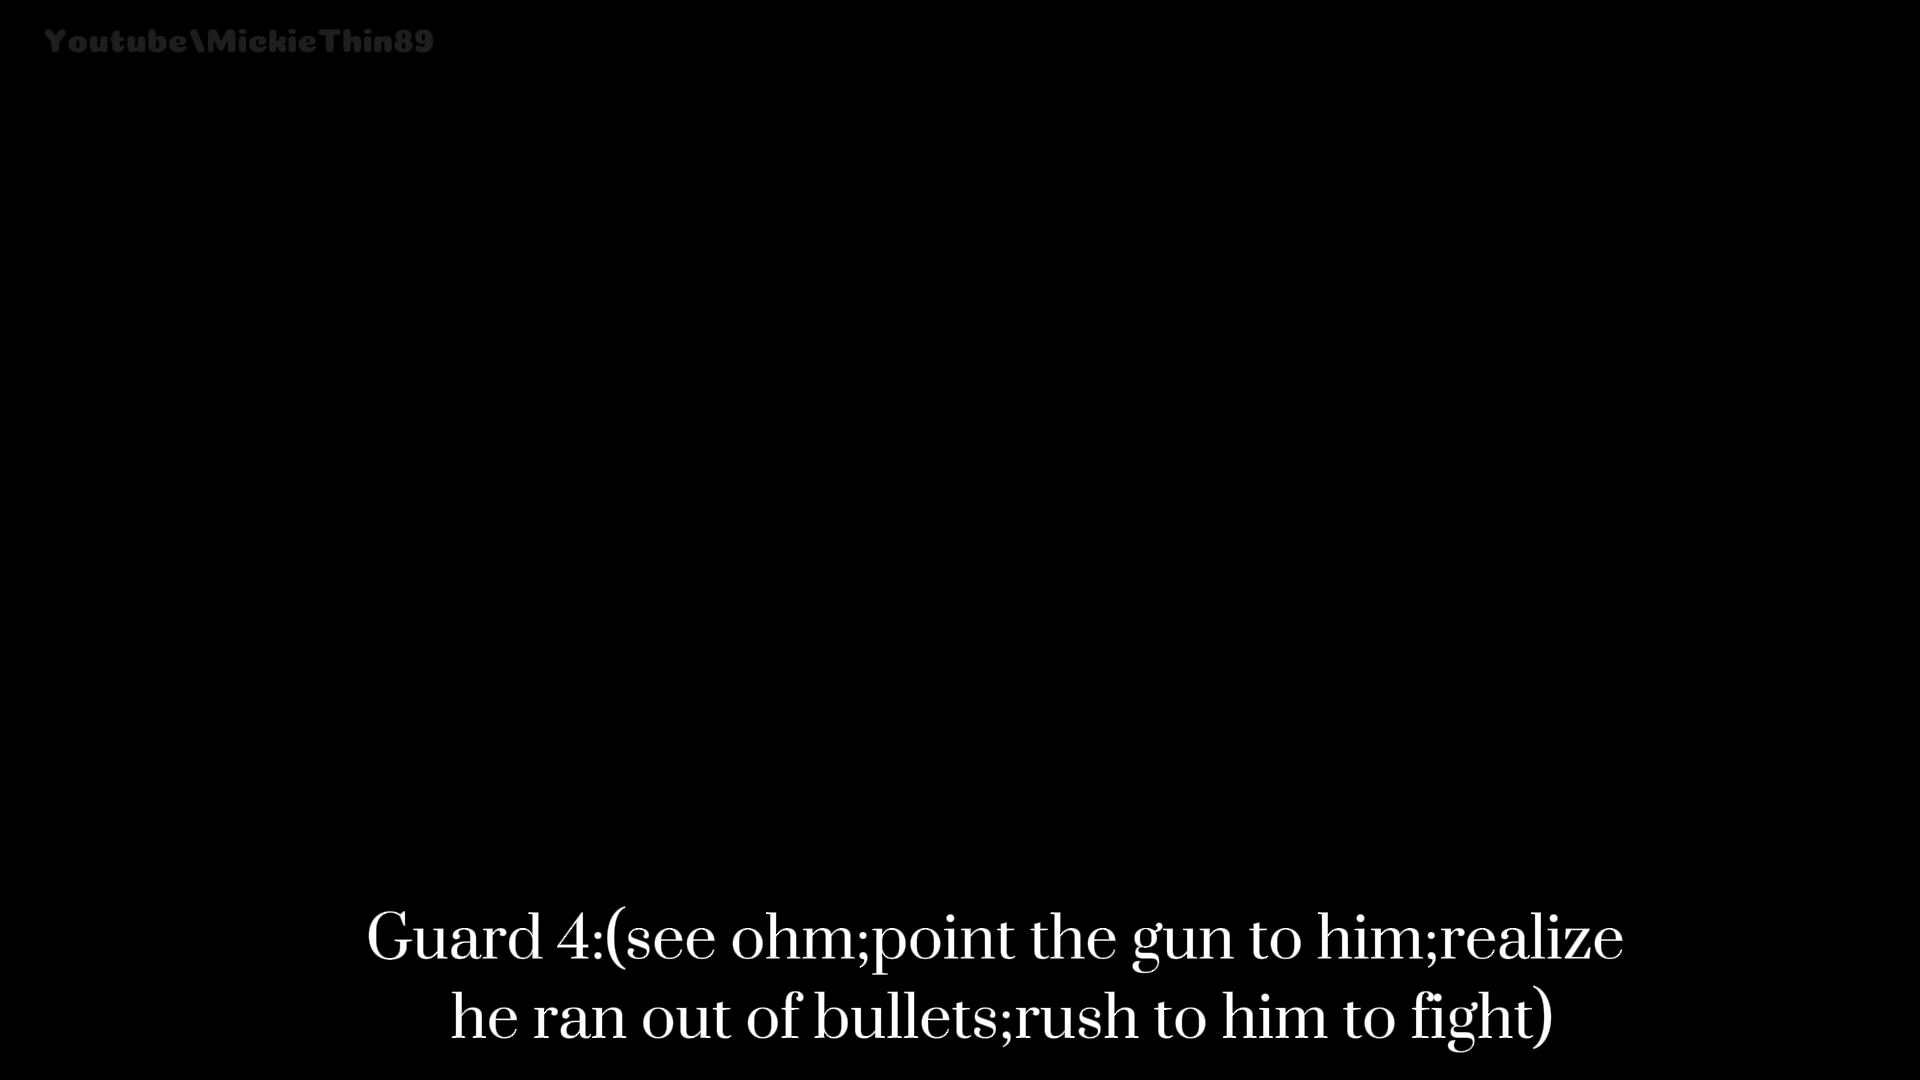 Youtube\MickieThin89
Guard 4:(see ohm;point the gun to him;realize
he ran out of bullets;rush to him to fight)